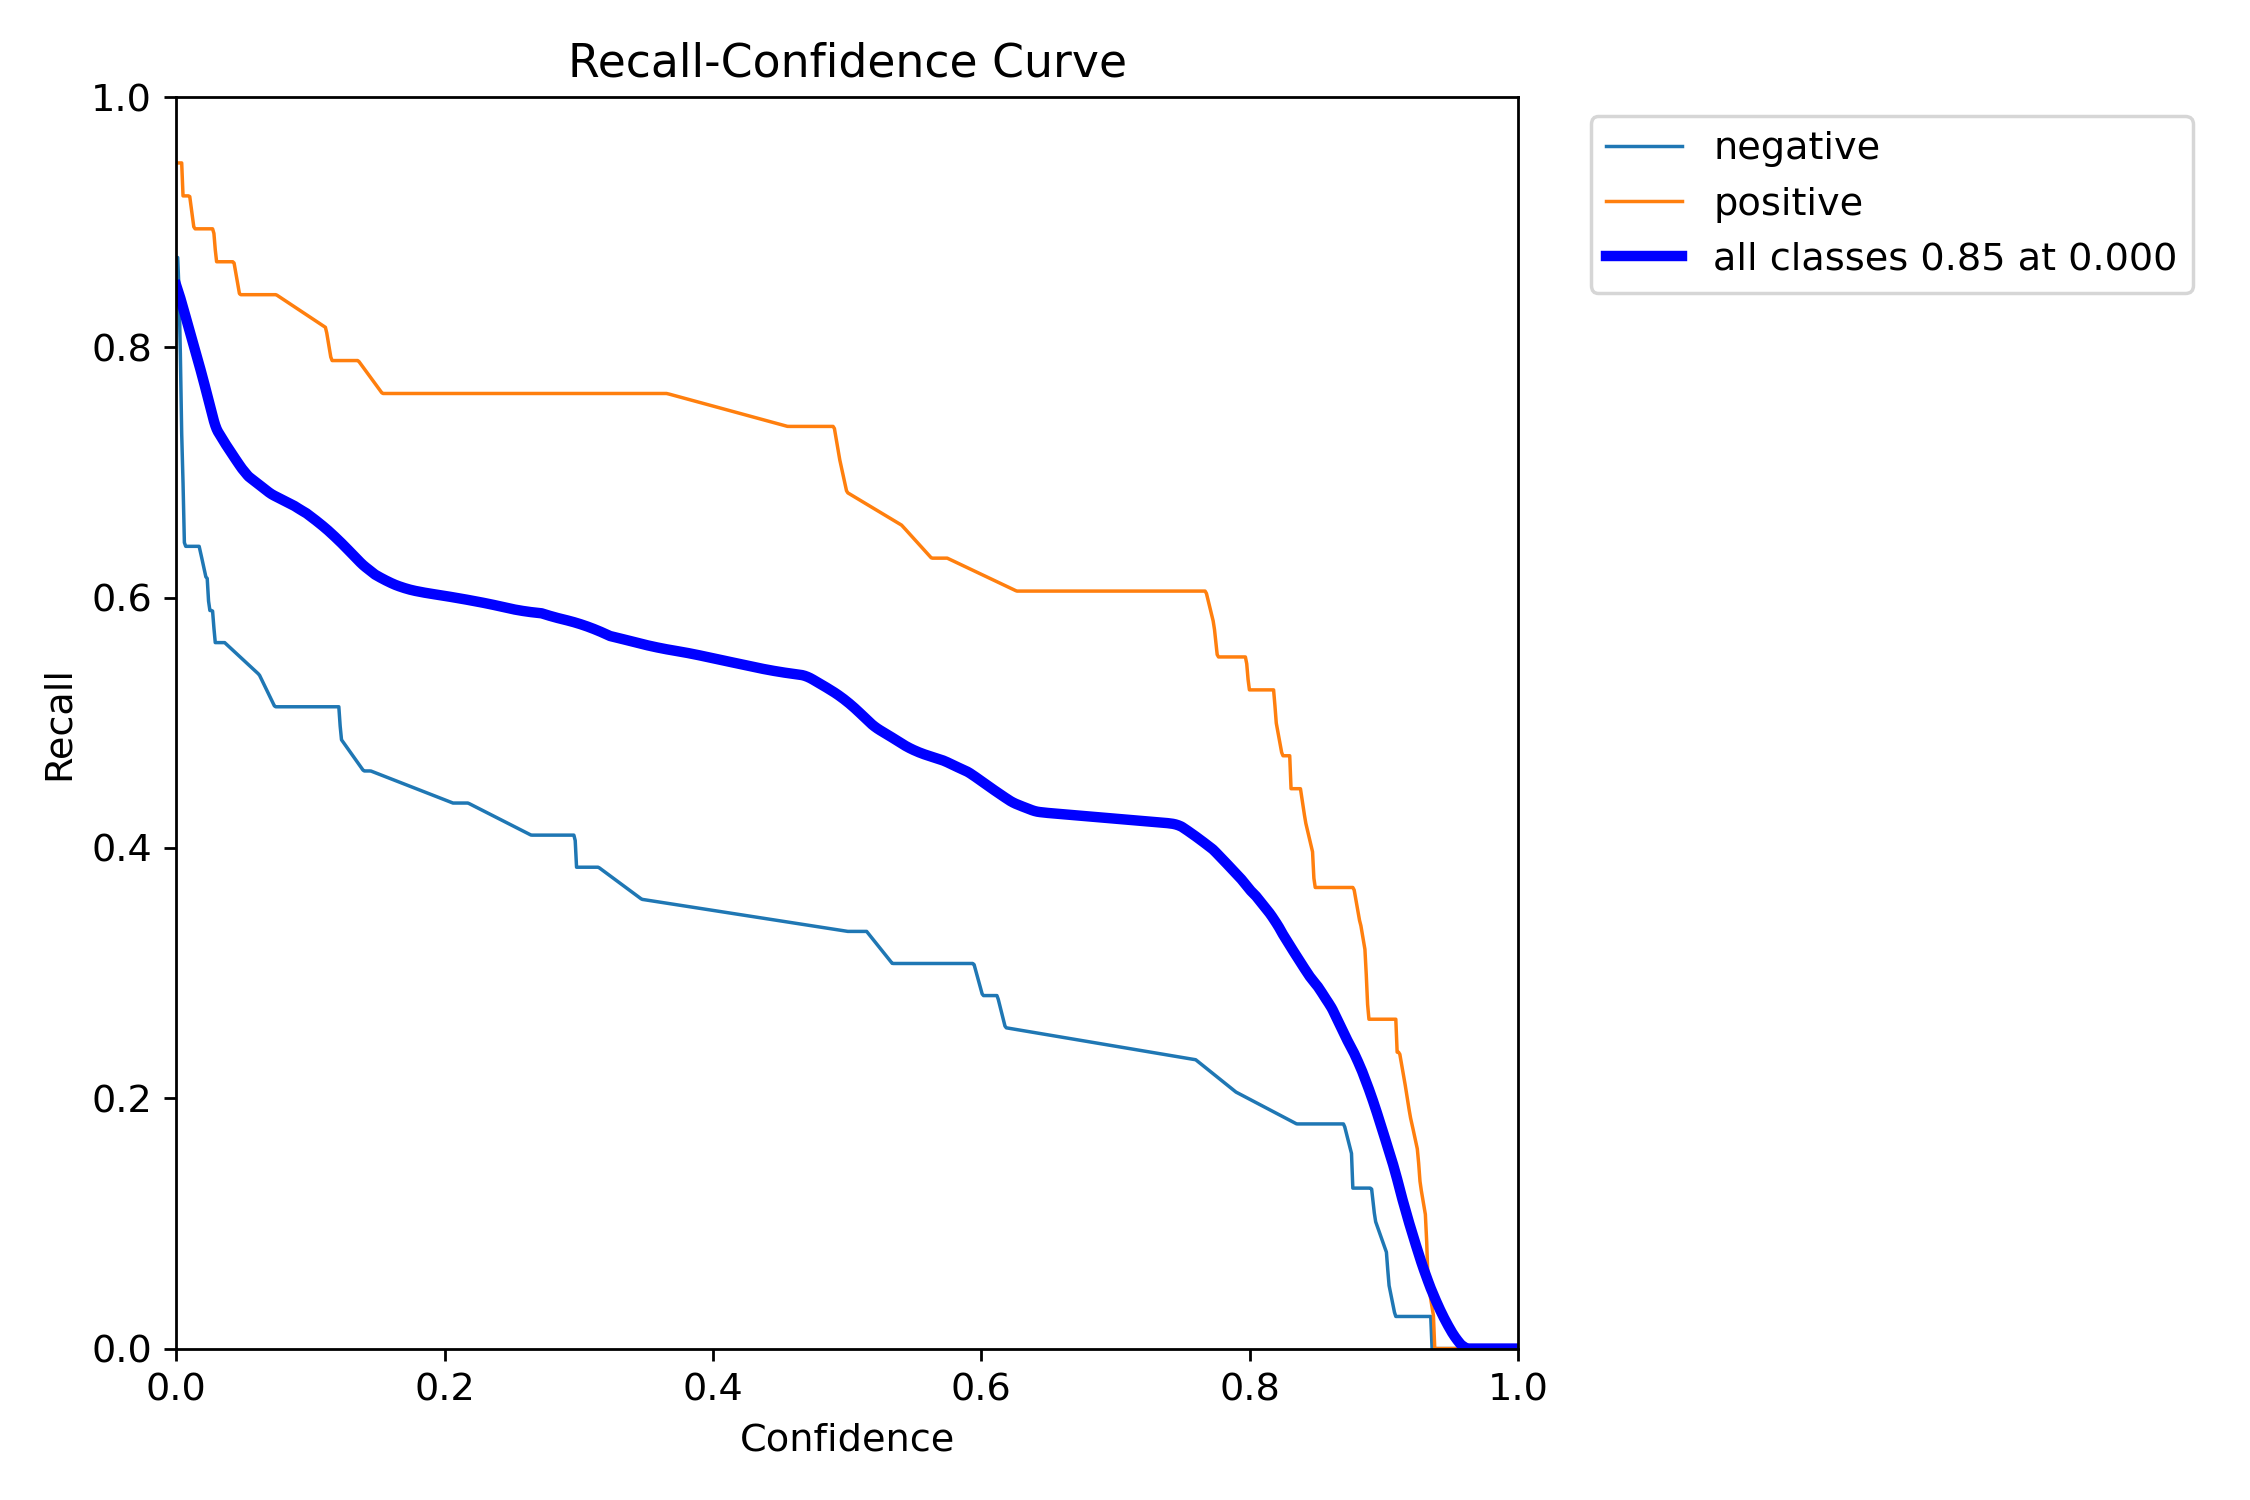 Recall-Confidence Curve
1.0
0.8
0.6
0.4
0.2
0.0
Recall
0.0 0.2 0.4 0.6 0.8 1.0
Confidence
negative
positive
all classes 0.85 at 0.000